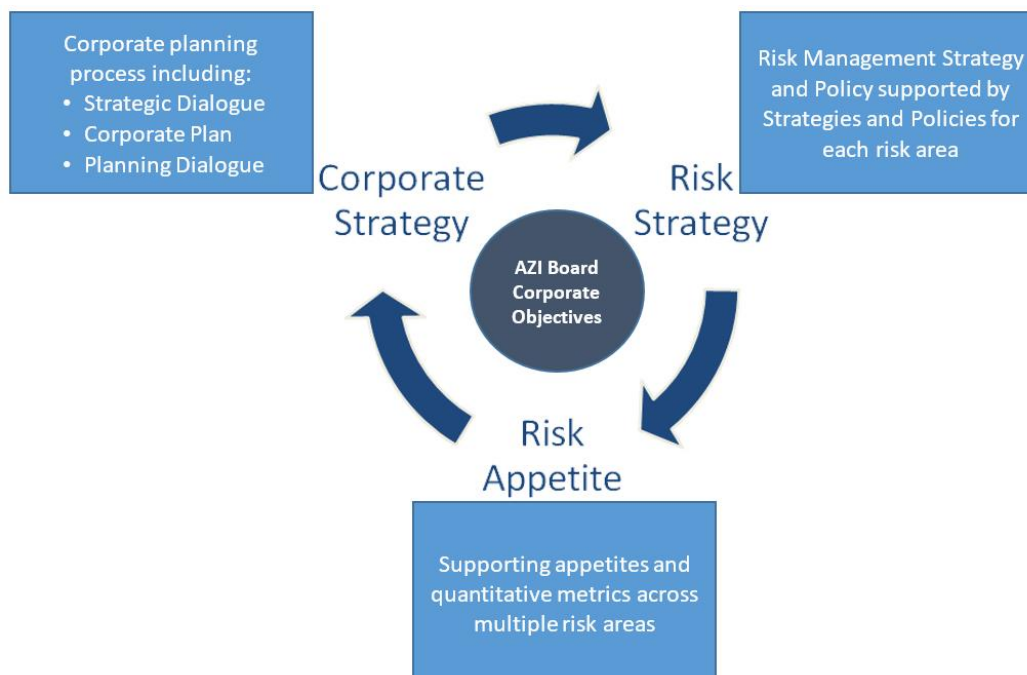 Corporate planning
process including:
• Strategic Dialogue
• Corporate Plan
• Planning Dialogue
Corporate
Strategy
Risk Management Strategy
and Policy supported by
Strategies and Policies for
each risk area
Risk
Strategy
AZI Board
Corporate
Objectives
Risk
Appetite
Supporting appetites and
quantitative metrics across
multiple risk areas